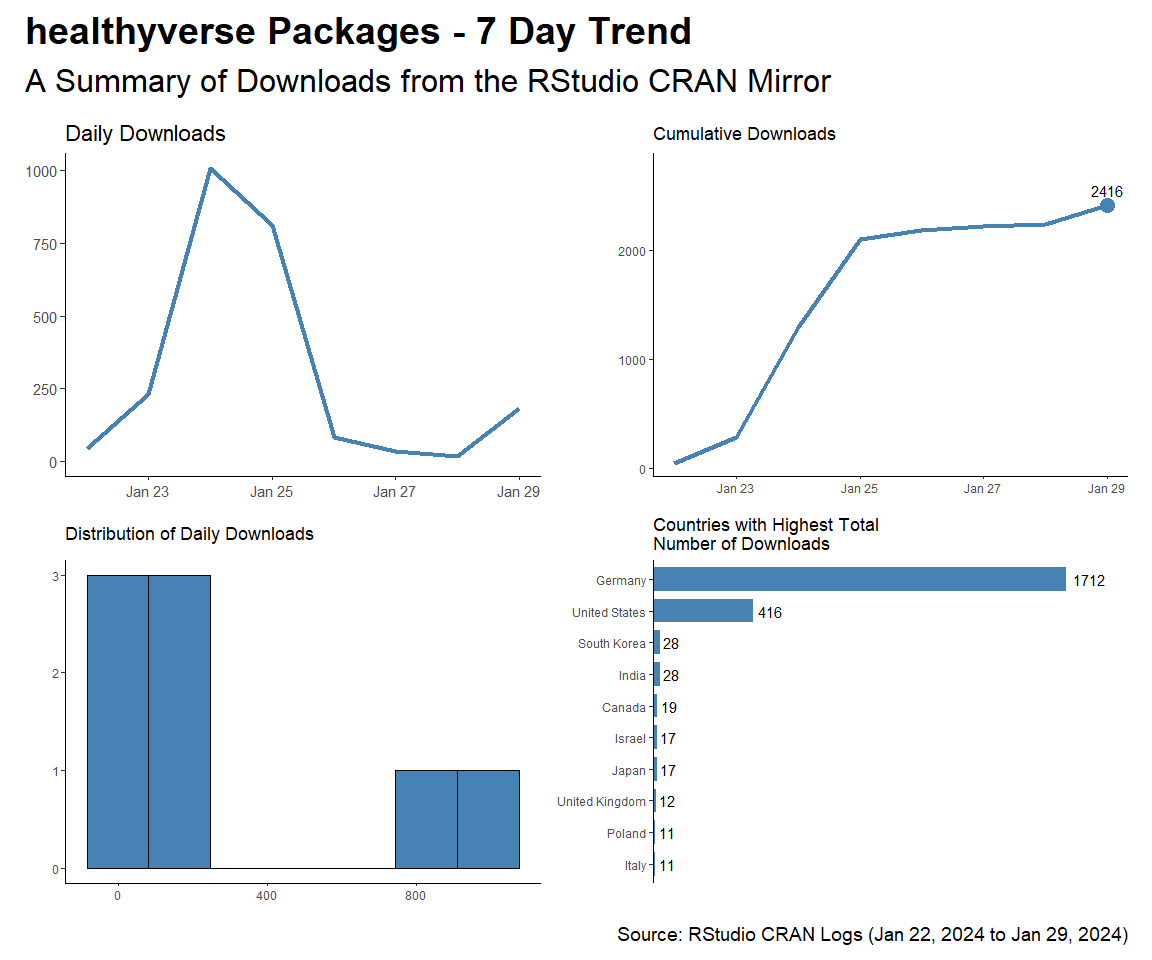 healthyverse Packages - 7 Day Trend
A Summary of Downloads from the RStudio CRAN Mirror
Daily Downloads
1000
750
500
250
0
Jan 23
Jan 25
Jan 27
Jan 29
Cumulative Downloads
2416
2000
1000
0
Jan 23
Jan 25
Jan 27
Jan 29
Distribution of Daily Downloads
3
2
1
0
0
400
800
Countries with Highest Total
Number of Downloads
Germany 1712
United States 416
South Korea 28
India 28
Canada 19
Israel 17
Japan 17
United Kingdom 12
Poland 11
Italy 11
Source: RStudio CRAN Logs (Jan 22, 2024 to Jan 29, 2024)